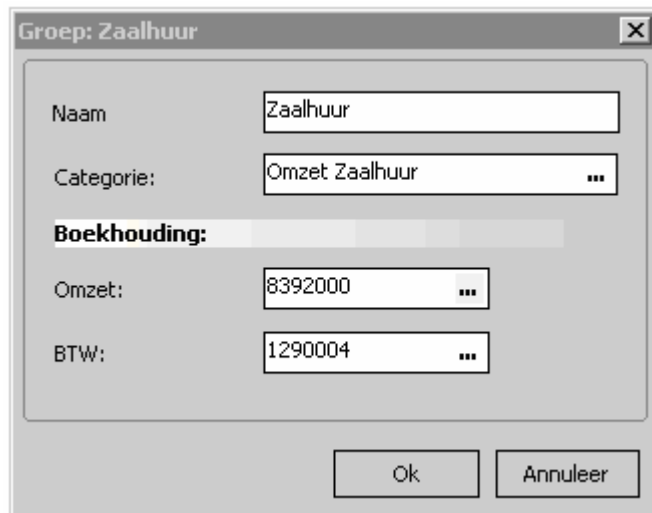 Groep: Zaalhuur
Naam Zaalhuur
Categorie: Omzet Zaalhuur ...
Boekhouding:
Omzet: 8392000 ...
BTW: 1290004 ...
Ok Annuleer